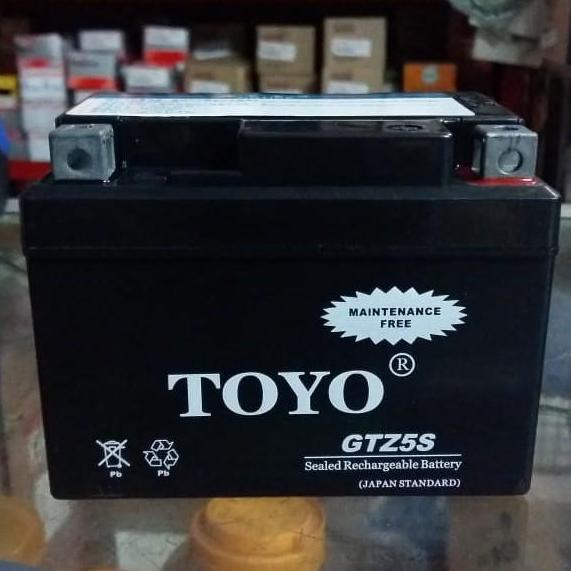 MAINTENANCE
FREE
TOYO ®
GTZ5S
Sealed Rechargeable Battery
(JAPAN STANDARD)
Pb Pb